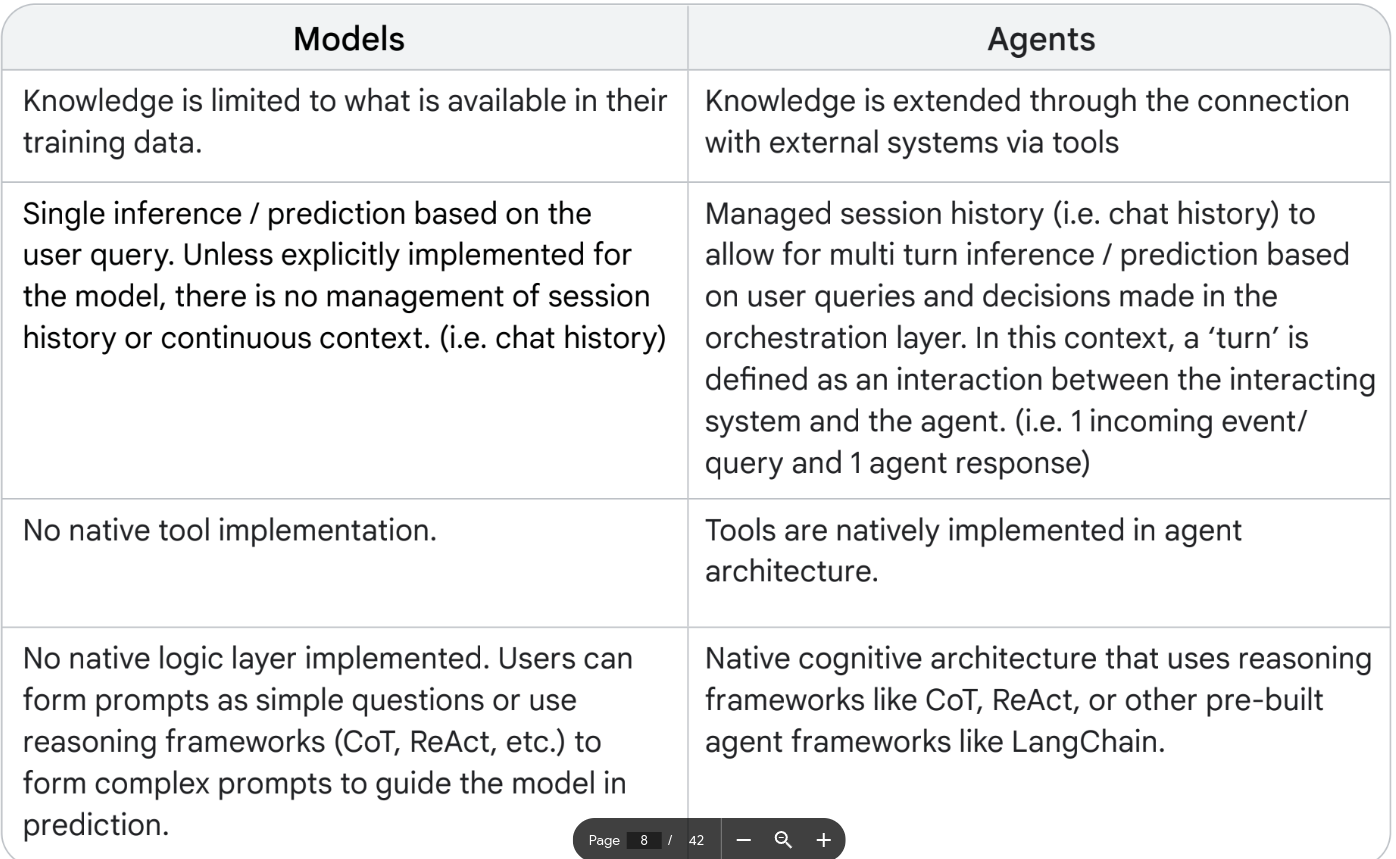 Models
Agents
Knowledge is limited to what is available in their
training data.
Knowledge is extended through the connection
with external systems via tools
Single inference / prediction based on the
user query. Unless explicitly implemented for
the model, there is no management of session
history or continuous context. (i.e. chat history)
Managed session history (i.e. chat history) to
allow for multi turn inference / prediction based
on user queries and decisions made in the
orchestration layer. In this context, a ‘turn’ is
defined as an interaction between the interacting
system and the agent. (i.e. 1 incoming event/
query and 1 agent response)
No native tool implementation.
Tools are natively implemented in agent
architecture.
No native logic layer implemented. Users can
form prompts as simple questions or use
reasoning frameworks (CoT, ReAct, etc.) to
form complex prompts to guide the model in
prediction.
Native cognitive architecture that uses reasoning
frameworks like CoT, ReAct, or other pre-built
agent frameworks like LangChain.
Page 8 / 42